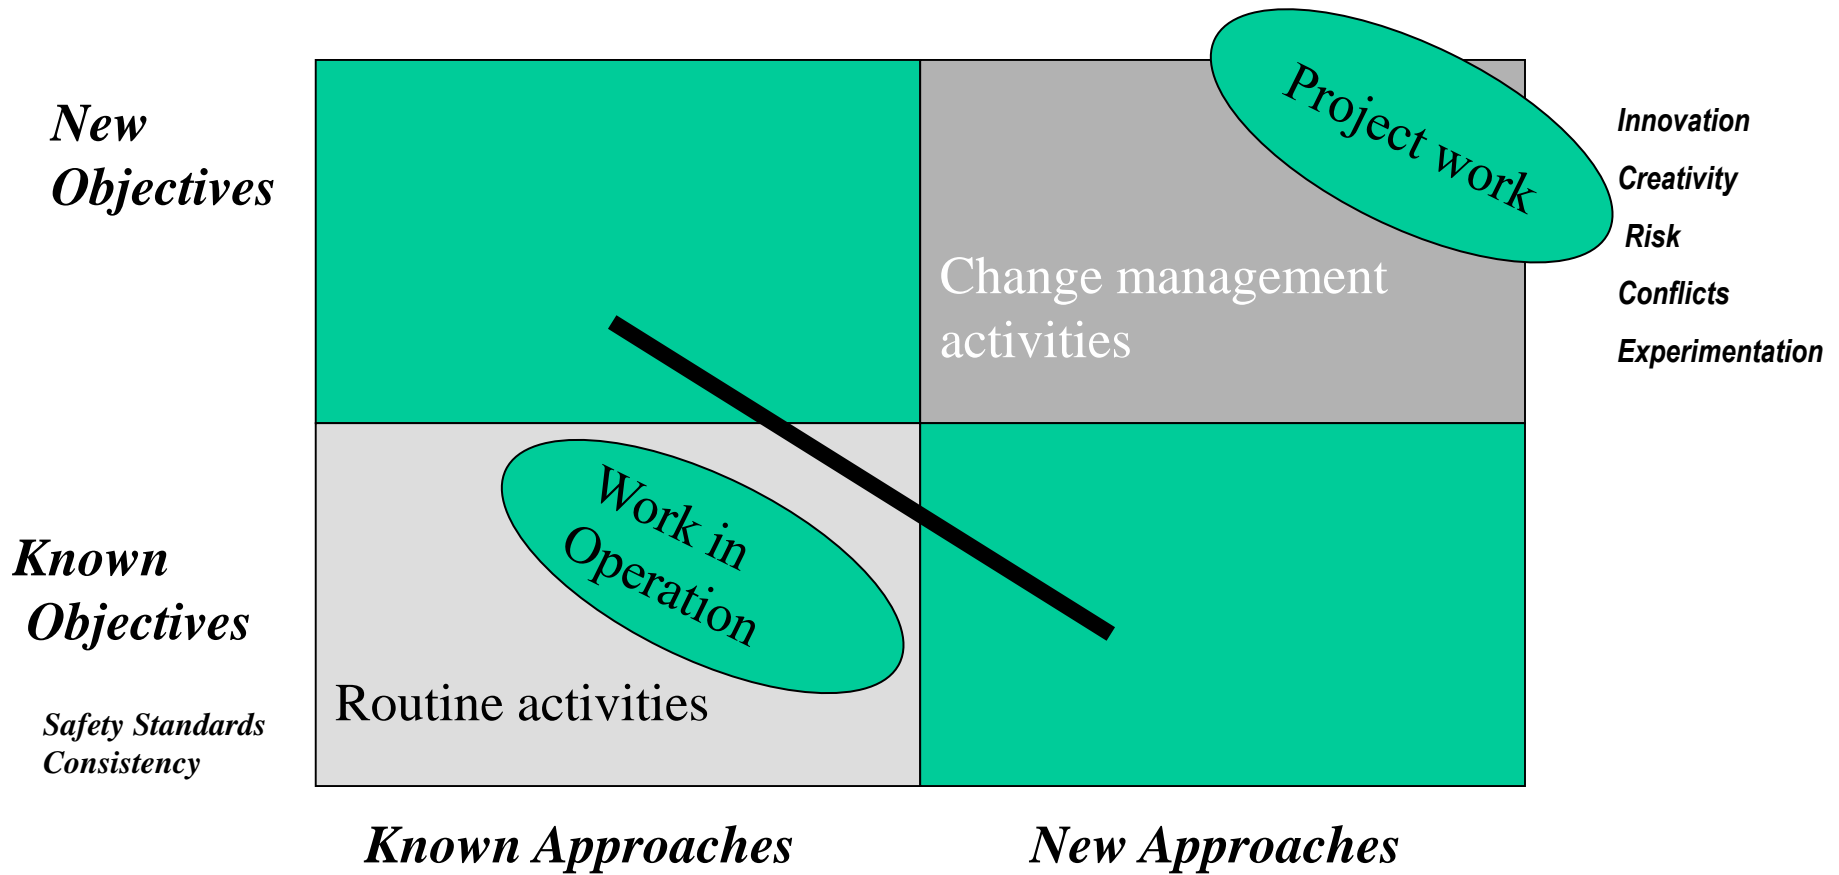 New
Objectives
Project work
Innovation
Creativity
Risk
Conflicts
Experimentation
Change management
activities
Known
Objectives
Work in
Operation
Routine activities
Safety Standards
Consistency
Known Approaches
New Approaches